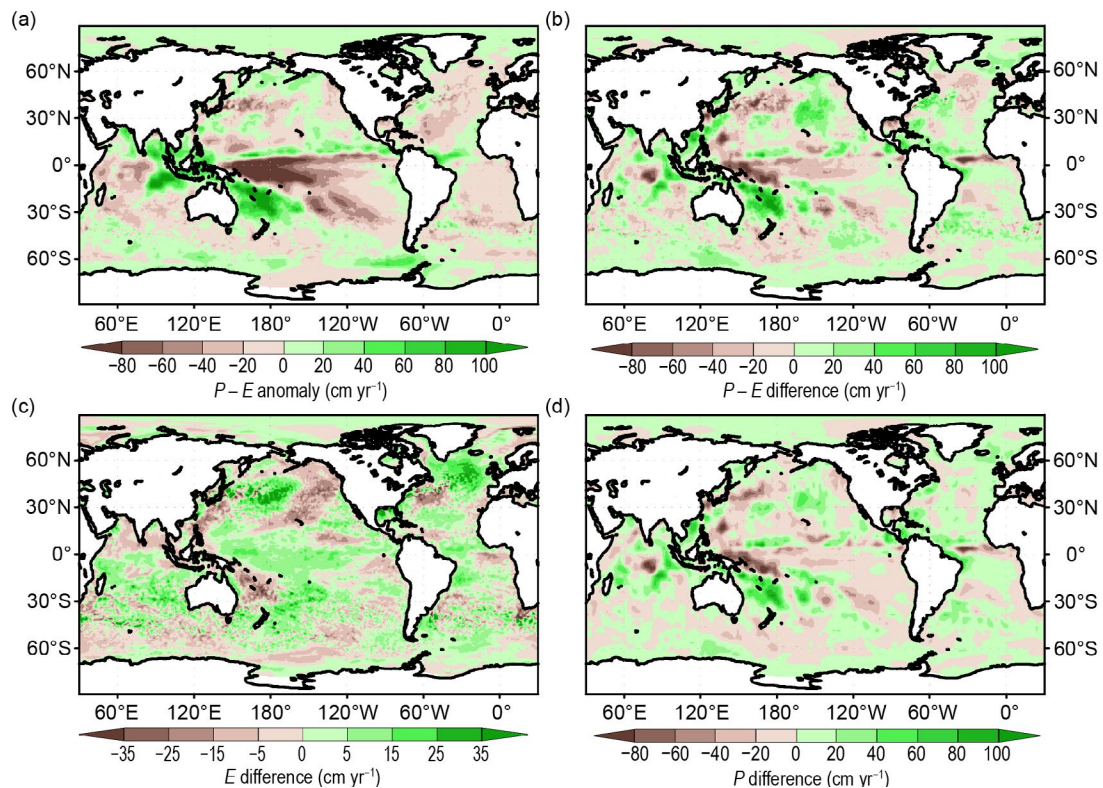 (a)
(b)
60°N
30°N
0°
30°S
60°S
60°N
30°N
0°
30°S
60°S
60°E 120°E 180° 120°W 60°W 0°
60°E 120°E 180° 120°W 60°W 0°
−80 −60 −40 −20 0 20 40 60 80 100
−80 −60 −40 −20 0 20 40 60 80 100
P – E anomaly (cm yr⁻¹)
P – E difference (cm yr⁻¹)
(c)
(d)
60°N
30°N
0°
30°S
60°S
60°N
30°N
0°
30°S
60°S
60°E 120°E 180° 120°W 60°W 0°
60°E 120°E 180° 120°W 60°W 0°
−35 −25 −15 −5 0 5 15 25 35
−80 −60 −40 −20 0 20 40 60 80 100
E difference (cm yr⁻¹)
P difference (cm yr⁻¹)